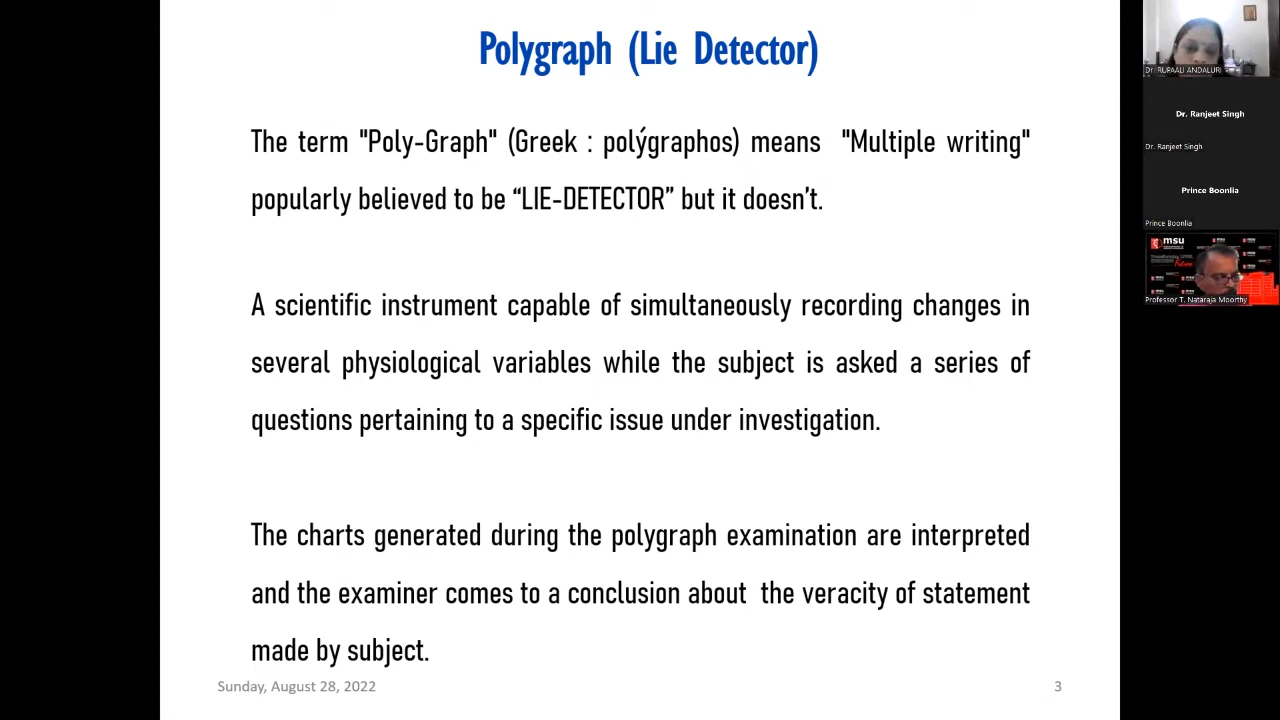 Polygraph (Lie Detector)
The term "Poly-Graph" (Greek : polýgraphos) means "Multiple writing"
popularly believed to be “LIE-DETECTOR” but it doesn’t.
A scientific instrument capable of simultaneously recording changes in
several physiological variables while the subject is asked a series of
questions pertaining to a specific issue under investigation.
The charts generated during the polygraph examination are interpreted
and the examiner comes to a conclusion about the veracity of statement
made by subject.
Sunday, August 28, 2022
3
Dr. RUPAALI ANDALURI
Dr. Ranjeet Singh
Dr. Ranjeet Singh
Prince Boonlia
Prince Boonlia
msu
Professor T. Nataraja Moorthy